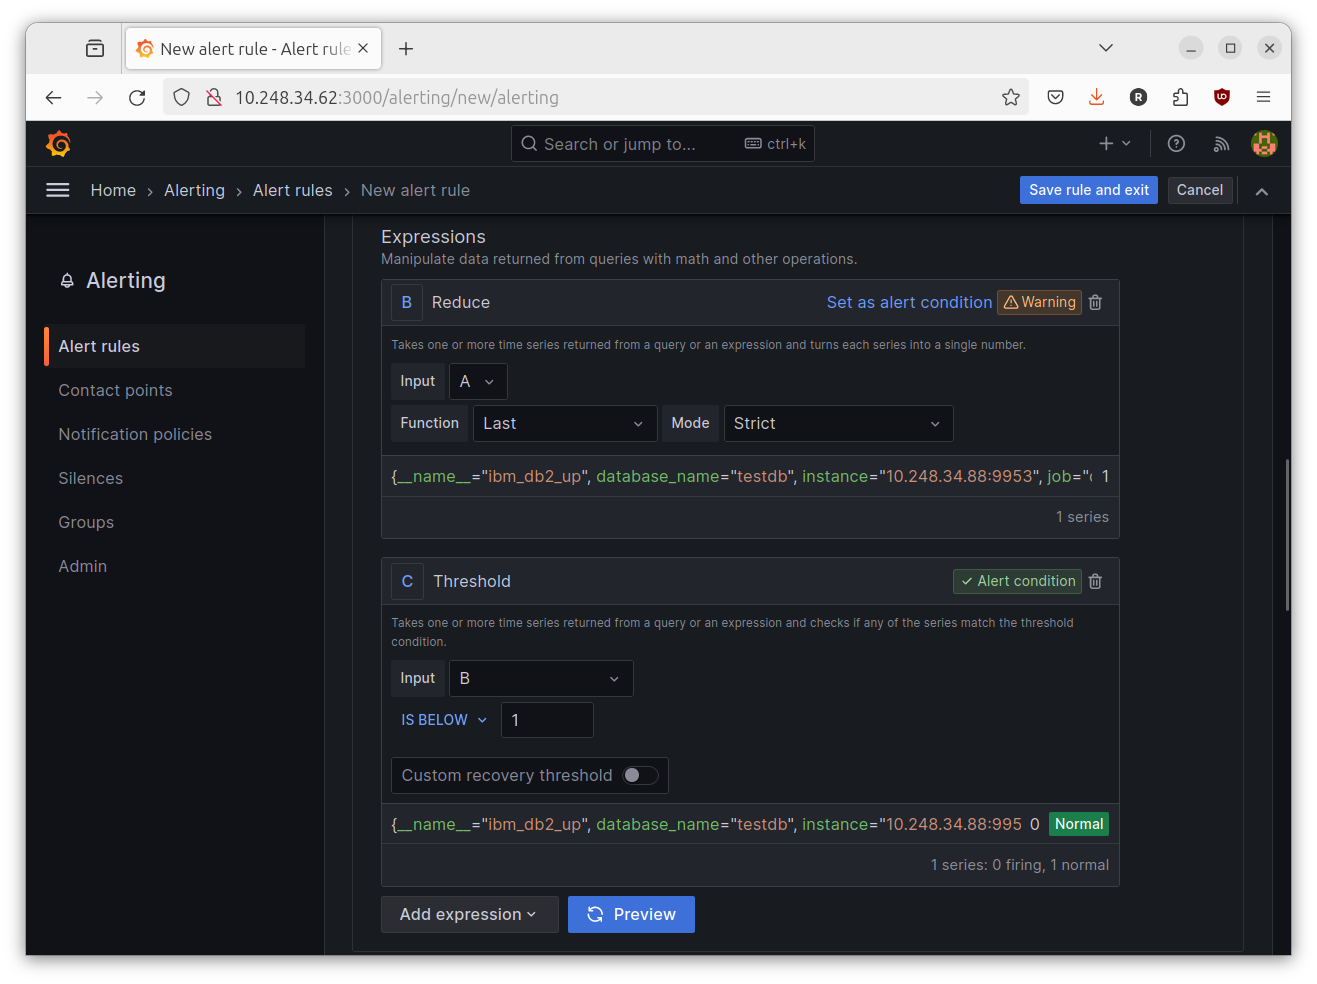 New alert rule - Alert rule
10.248.34.62:3000/alerting/new/alerting
R
Search or jump to...
ctrl+k
Home › Alerting › Alert rules › New alert rule
Save rule and exit
Cancel
Alerting
Alert rules
Contact points
Notification policies
Silences
Groups
Admin
Expressions
Manipulate data returned from queries with math and other operations.
B Reduce
Set as alert condition
Warning
Takes one or more time series returned from a query or an expression and turns each series into a single number.
Input A
Function Last Mode Strict
{__name__="ibm_db2_up", database_name="testdb", instance="10.248.34.88:9953", job=" 1
1 series
C Threshold
Alert condition
Takes one or more time series returned from a query or an expression and checks if any of the series match the threshold
condition.
Input B
IS BELOW 1
Custom recovery threshold
{__name__="ibm_db2_up", database_name="testdb", instance="10.248.34.88:995 0 Normal
1 series: 0 firing, 1 normal
Add expression
Preview